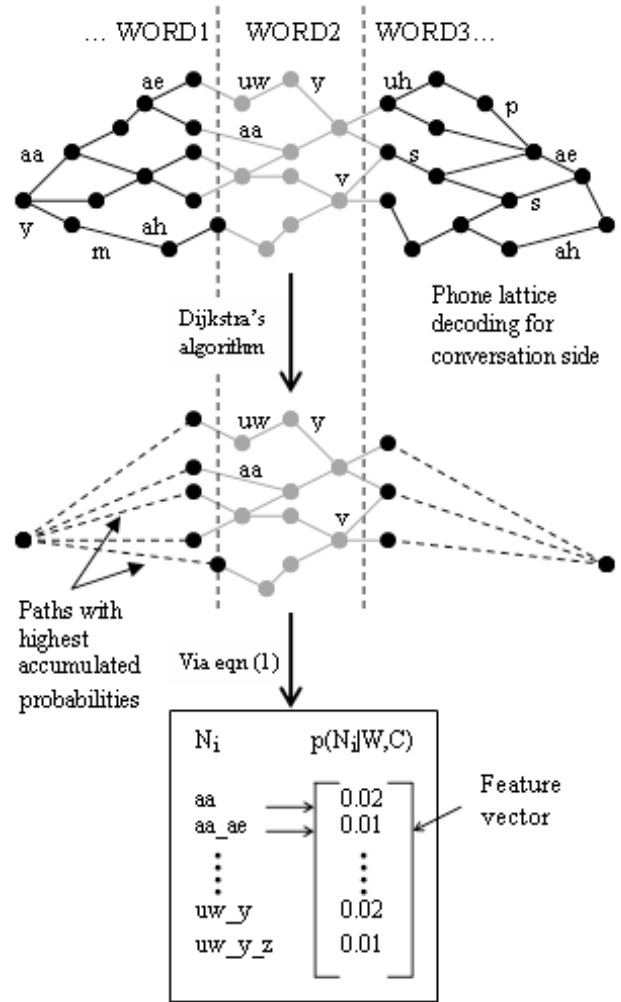 ... WORD1 WORD2 WORD3...
ae uw y uh p
aa aa s ae
v s
y m ah ah
Dijkstra's
algorithm
Phone lattice
decoding for
conversation side
uw y
aa
v
Paths with
highest
accumulated
probabilities
Via eqn (1)
Ni p(Ni|W,C)
aa 0.02
aa_ae 0.01
uw_y 0.02
uw_y_z 0.01
Feature
vector